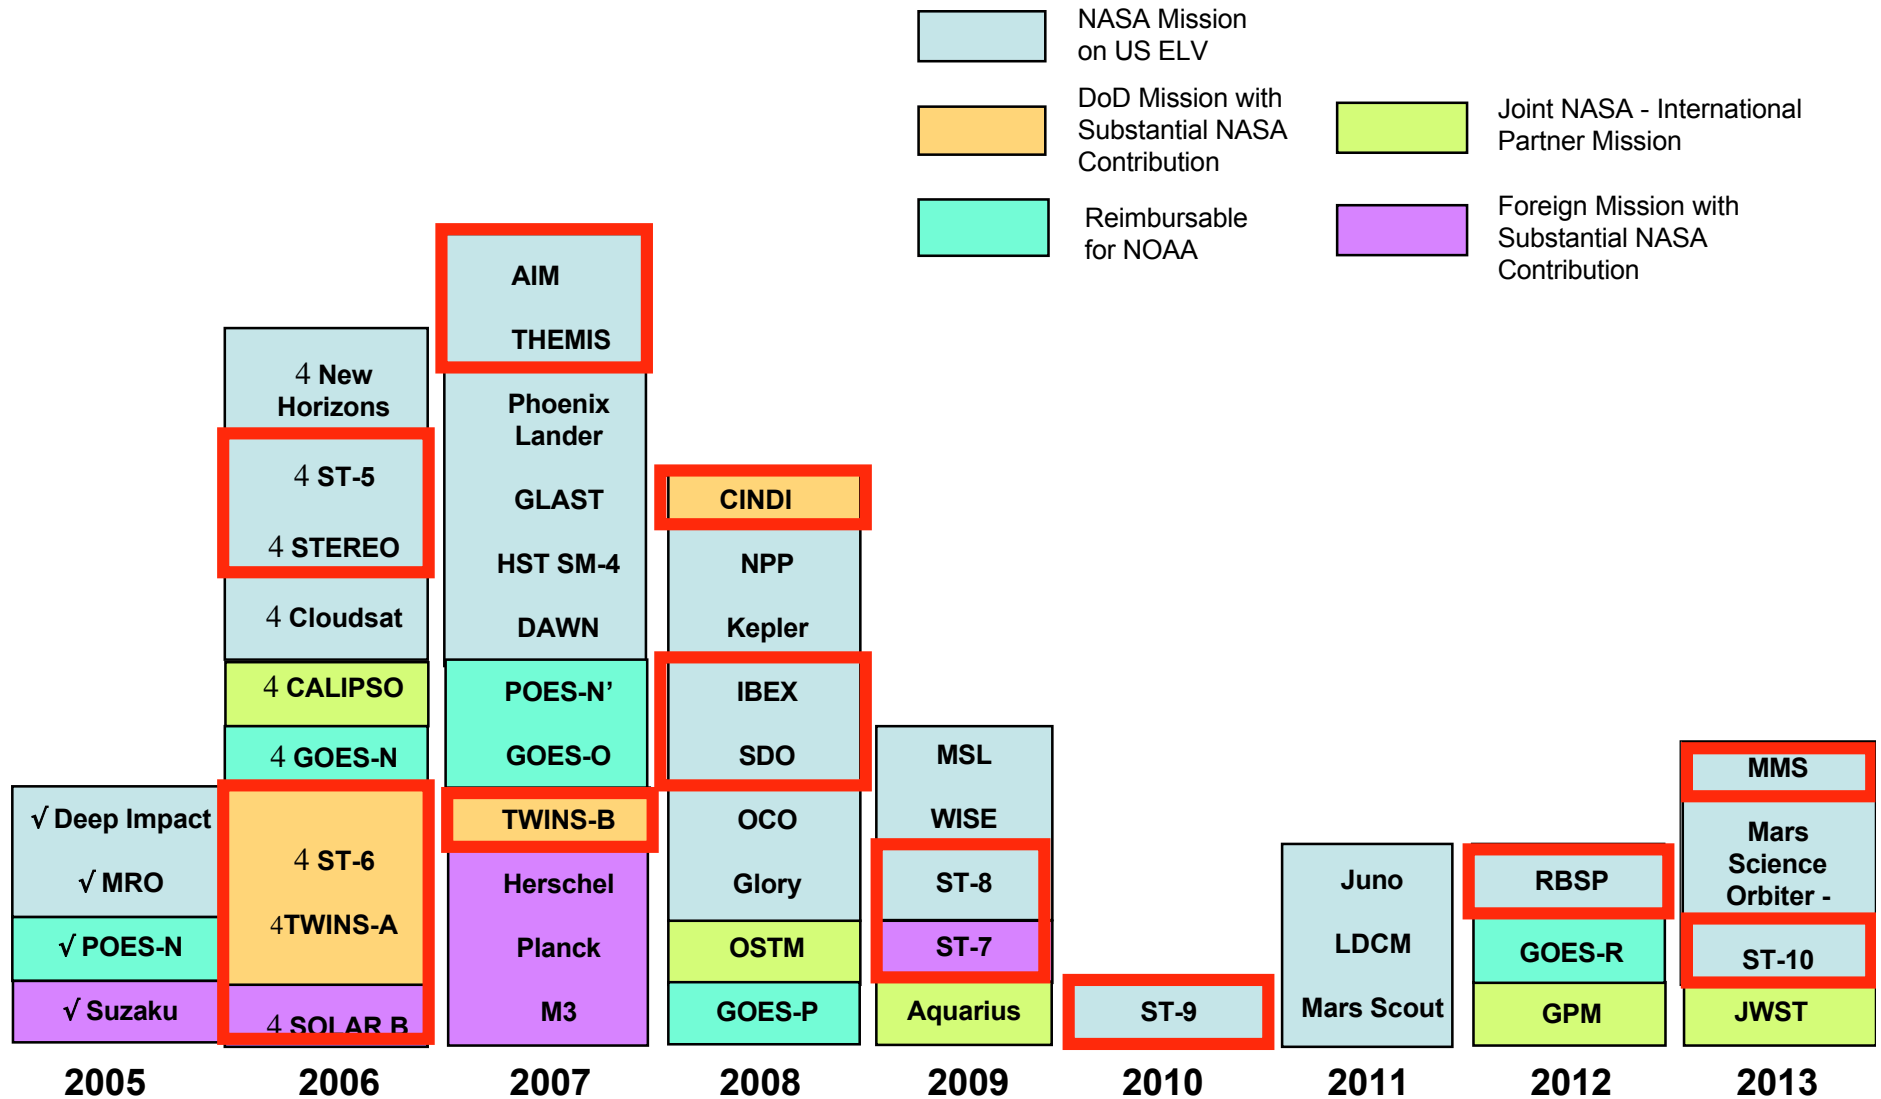 NASA Mission
on US ELV
DoD Mission with
Substantial NASA
Contribution
Joint NASA - International
Partner Mission
Reimbursable
for NOAA
Foreign Mission with
Substantial NASA
Contribution
√ Deep Impact
√ MRO
√ POES-N
√ Suzaku
2005
4 New
Horizons
4 ST-5
4 STEREO
4 Cloudsat
4 CALIPSO
4 GOES-N
4 ST-6
4TWINS-A
4 SOLAR B
2006
AIM
THEMIS
Phoenix
Lander
GLAST
HST SM-4
DAWN
POES-N’
GOES-O
TWINS-B
Herschel
Planck
M3
2007
CINDI
NPP
Kepler
IBEX
SDO
OCO
Glory
OSTM
GOES-P
2008
MSL
WISE
ST-8
ST-7
Aquarius
2009
ST-9
2010
Juno
LDCM
Mars Scout
2011
RBSP
GOES-R
GPM
2012
MMS
Mars
Science
Orbiter -
ST-10
JWST
2013